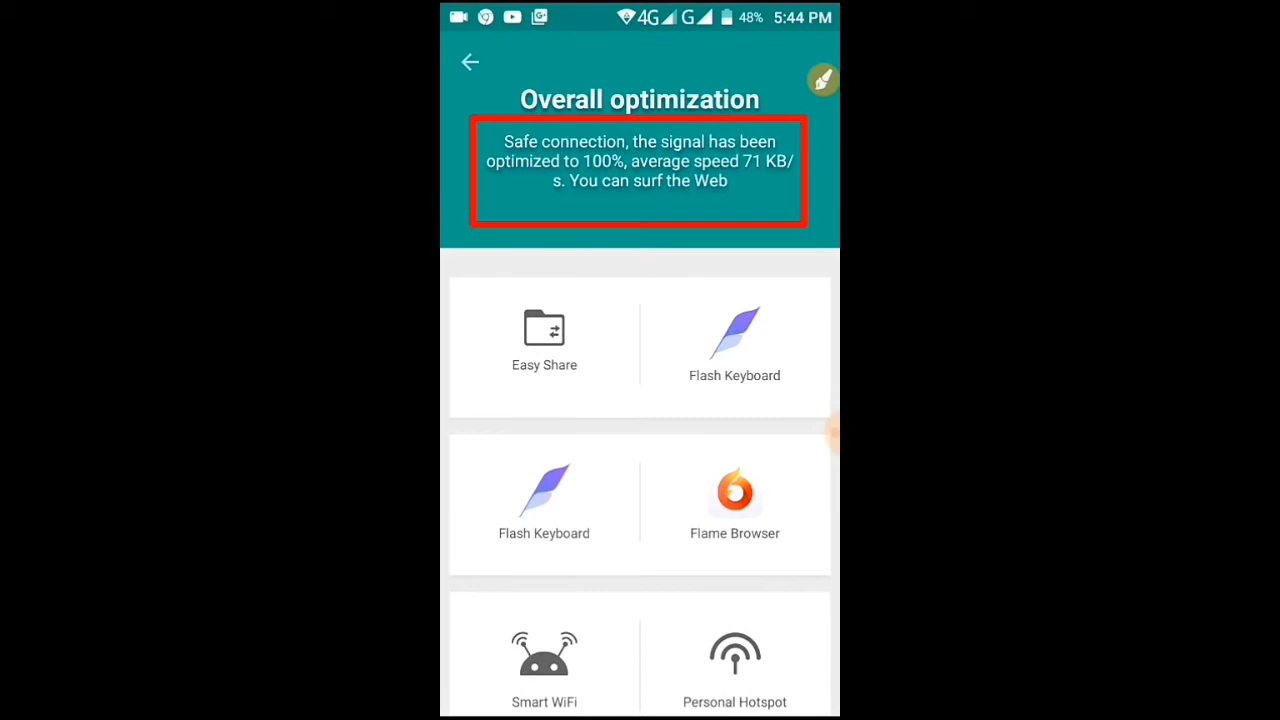 4G G 48% 5:44 PM
Overall optimization
Safe connection, the signal has been
optimized to 100%, average speed 71 KB/
s. You can surf the Web
Easy Share
Flash Keyboard
Flash Keyboard
Flame Browser
Smart WiFi
Personal Hotspot